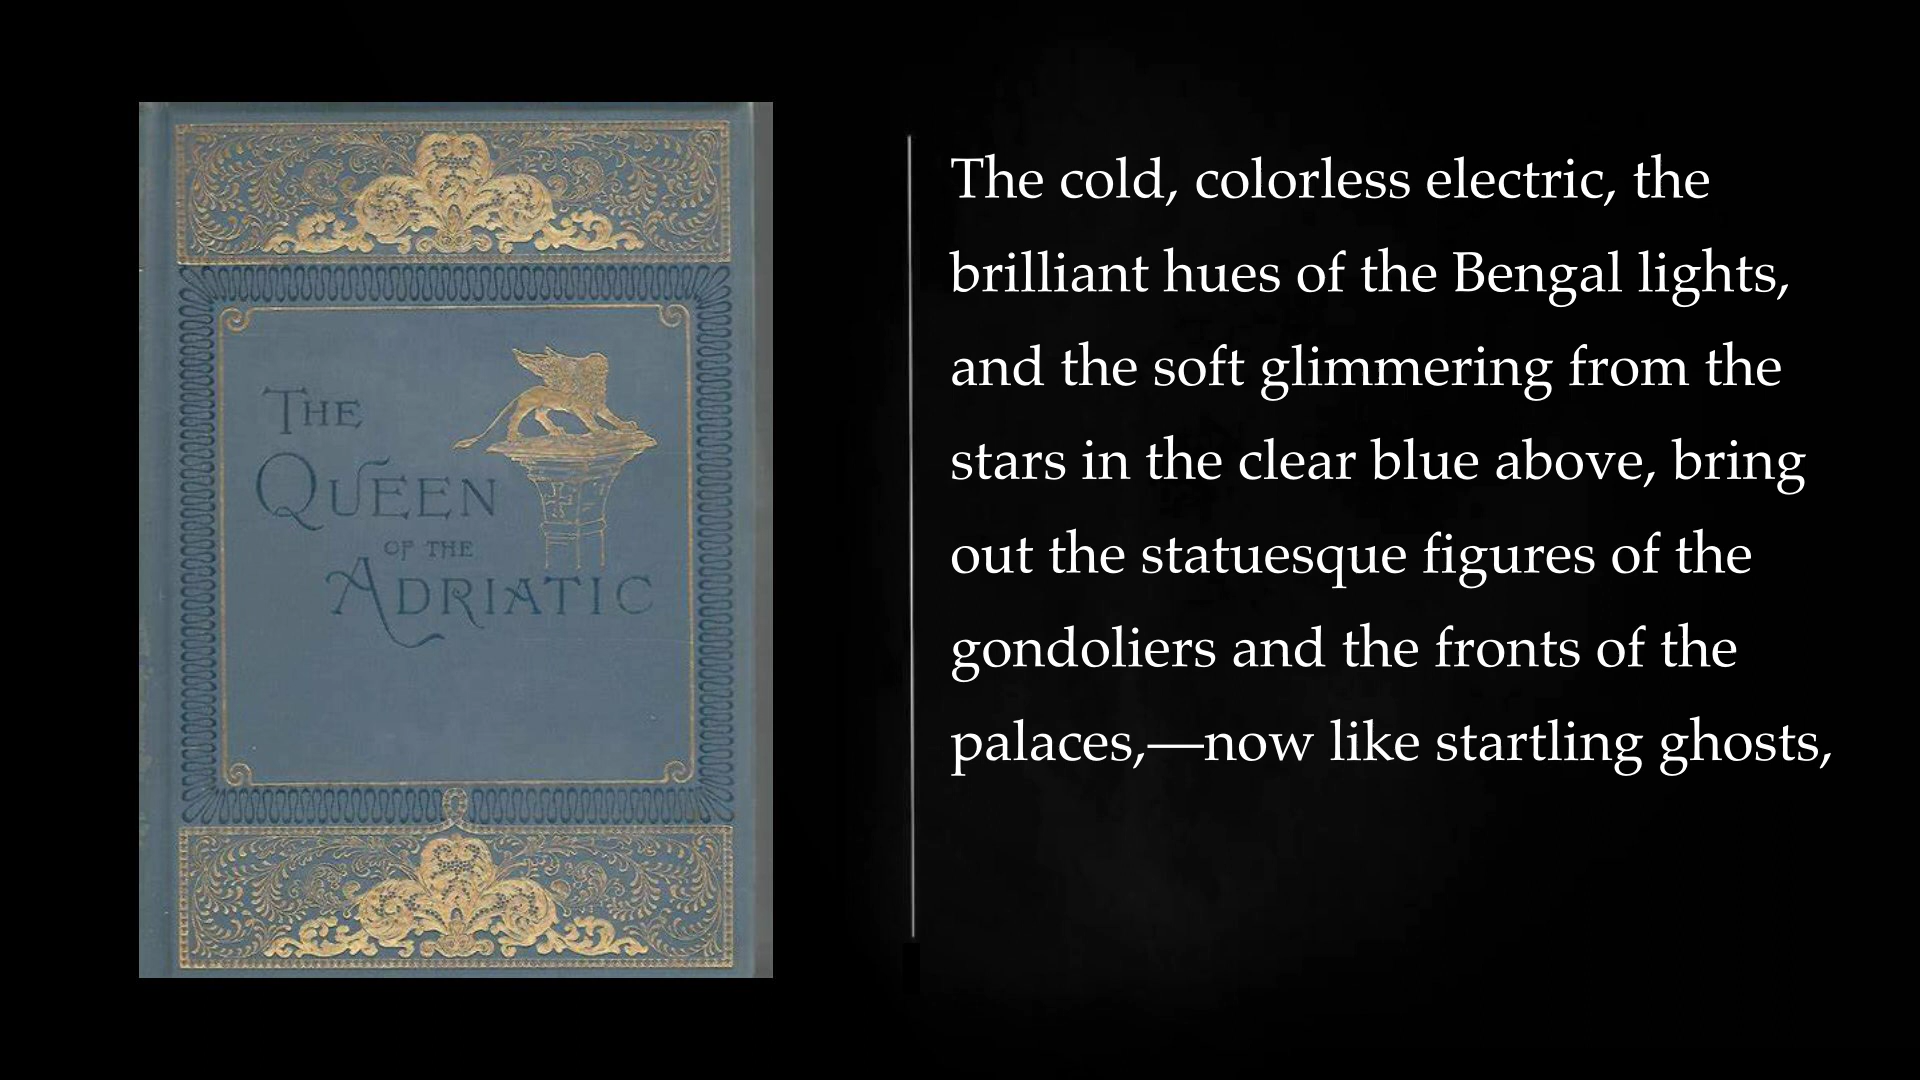 THE
QUEEN
OF THE
ADRIATIC
The cold, colorless electric, the
brilliant hues of the Bengal lights,
and the soft glimmering from the
stars in the clear blue above, bring
out the statuesque figures of the
gondoliers and the fronts of the
palaces,—now like startling ghosts,